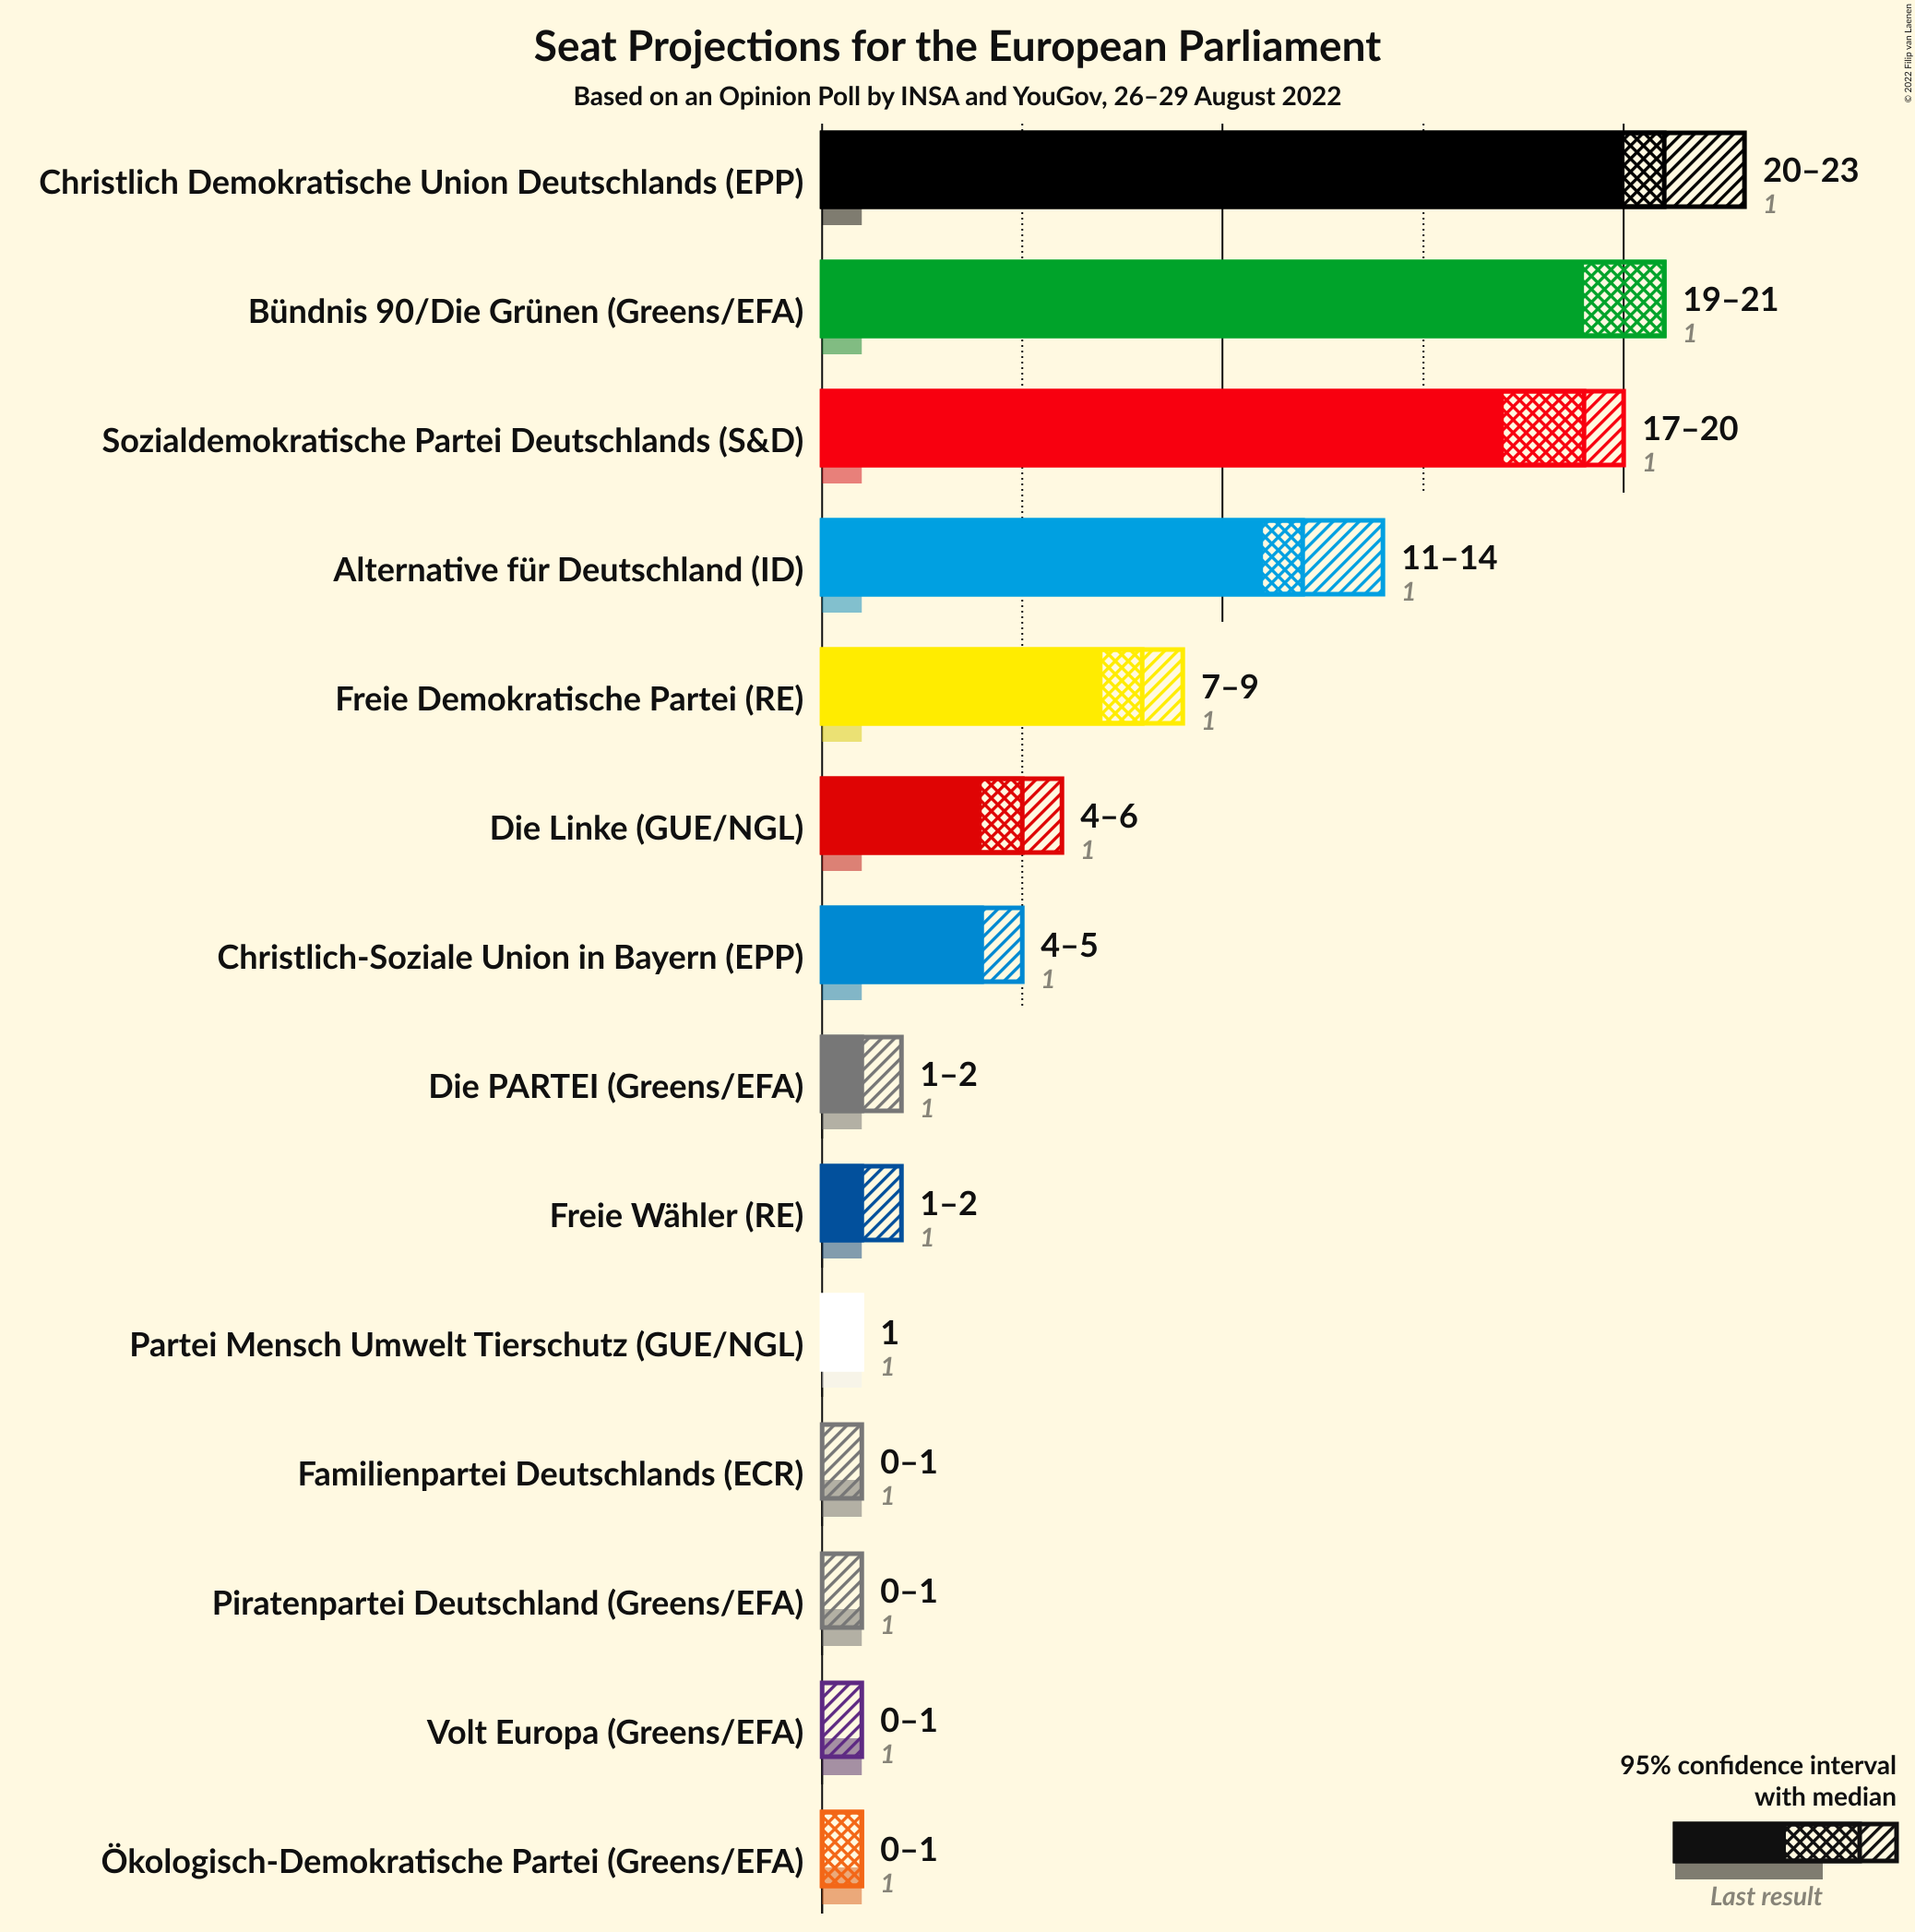 Seat Projections for the European Parliament
Based on an Opinion Poll by INSA and YouGov, 26–29 August 2022
© 2022 Filip van Laenen
Christlich Demokratische Union Deutschlands (EPP)
20–23
1
Bündnis 90/Die Grünen (Greens/EFA)
19–21
1
Sozialdemokratische Partei Deutschlands (S&D)
17–20
1
Alternative für Deutschland (ID)
11–14
1
Freie Demokratische Partei (RE)
7–9
1
Die Linke (GUE/NGL)
4–6
1
Christlich-Soziale Union in Bayern (EPP)
4–5
1
Die PARTEI (Greens/EFA)
1–2
1
Freie Wähler (RE)
1–2
1
Partei Mensch Umwelt Tierschutz (GUE/NGL)
1
1
Familienpartei Deutschlands (ECR)
0–1
1
Piratenpartei Deutschland (Greens/EFA)
0–1
1
Volt Europa (Greens/EFA)
0–1
1
Ökologisch-Demokratische Partei (Greens/EFA)
0–1
1
95% confidence interval
with median
Last result